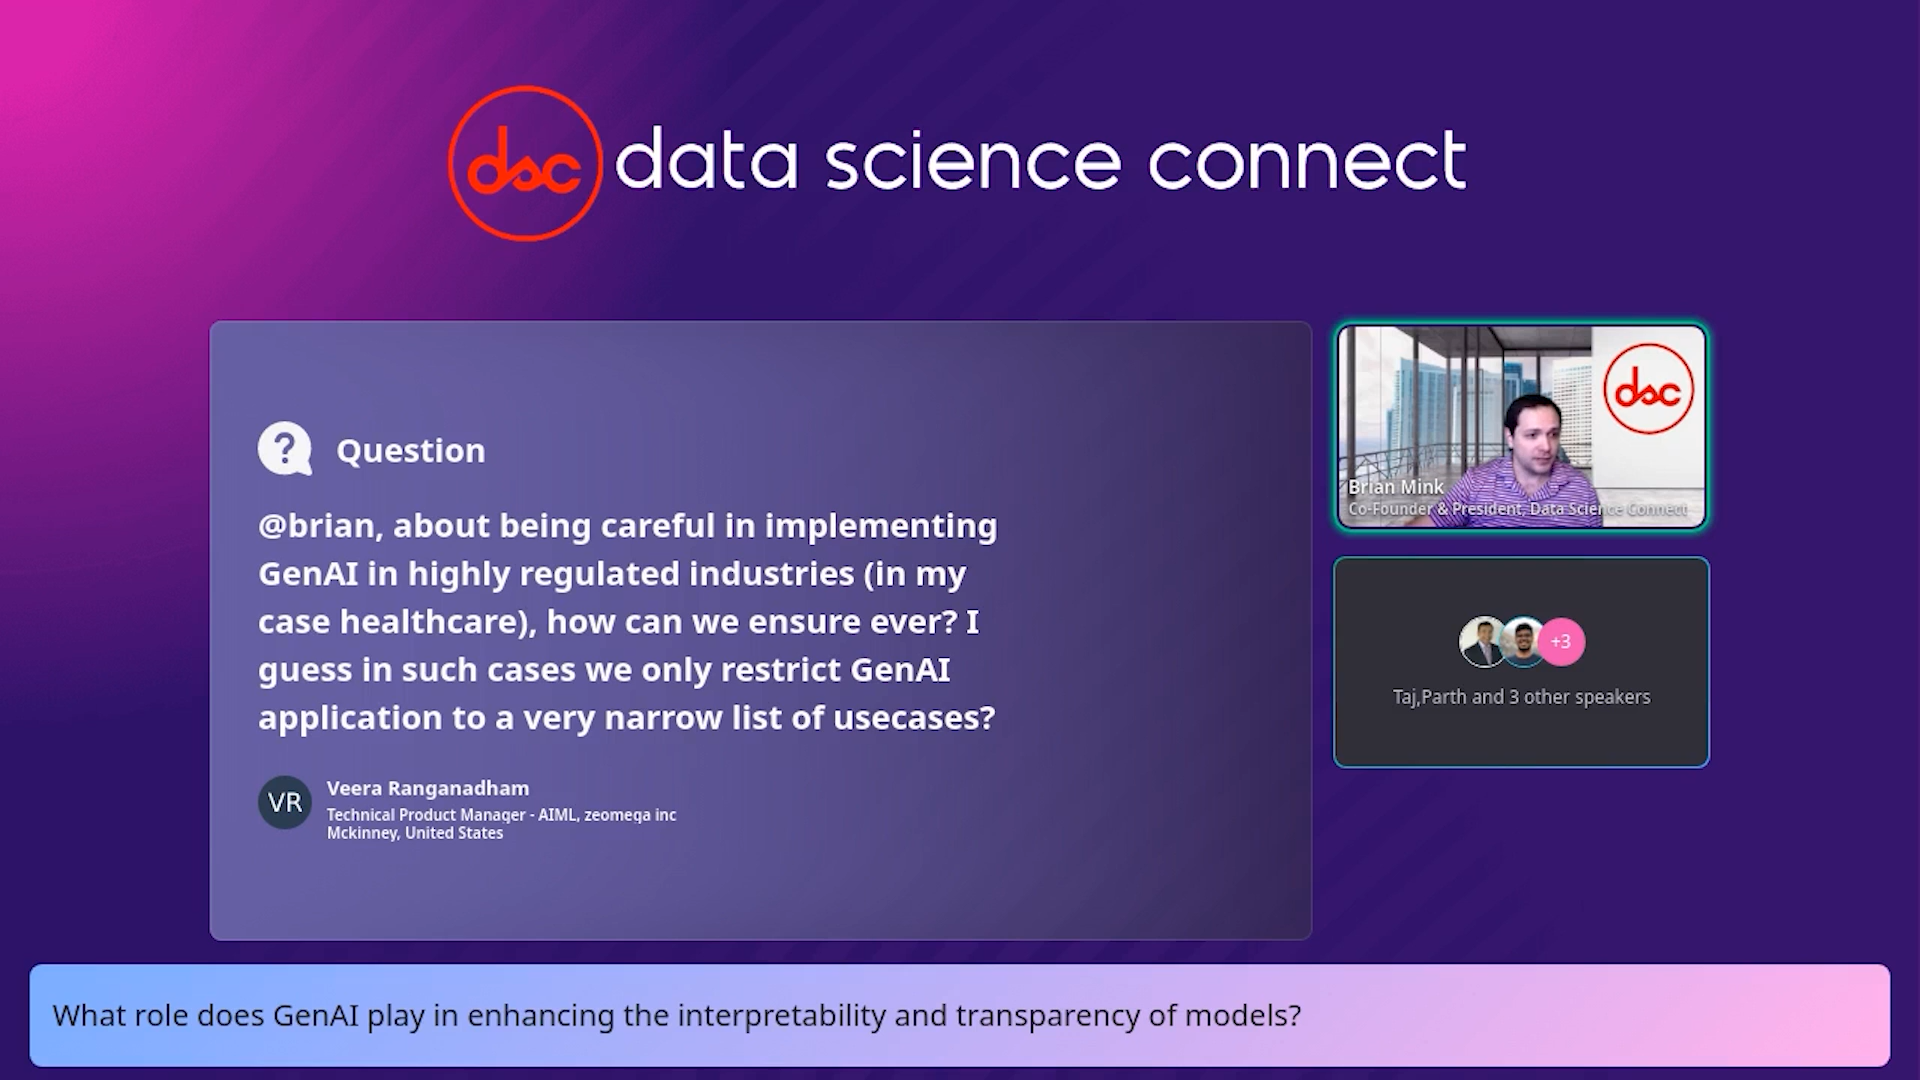 dsc data science connect
Question
@brian, about being careful in implementing
GenAI in highly regulated industries (in my
case healthcare), how can we ensure ever? I
guess in such cases we only restrict GenAI
application to a very narrow list of usecases?
VR
Veera Ranganadham
Technical Product Manager - AIML, zeomega inc
Mckinney, United States
dsc
Brian Mink
Co-Founder & President, Data Science Connect
+3
Taj,Parth and 3 other speakers
What role does GenAI play in enhancing the interpretability and transparency of models?